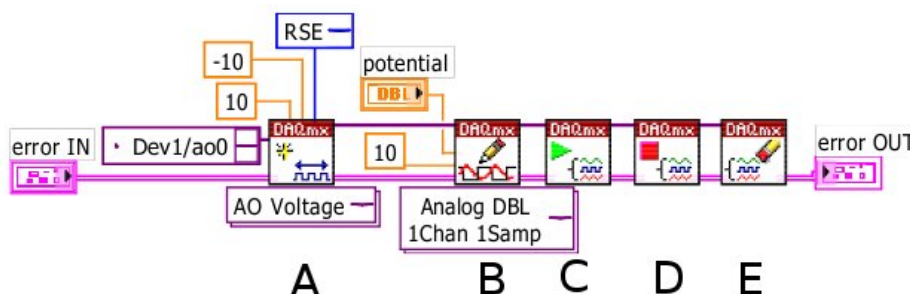 RSE
-10
potential
10
DBL
DAQmx
DAQmx
DAQmx
DAQmx
DAQmx
error IN
Dev1/ao0
10
error OUT
AO Voltage
Analog DBL
1Chan 1Samp
A
B
C
D
E